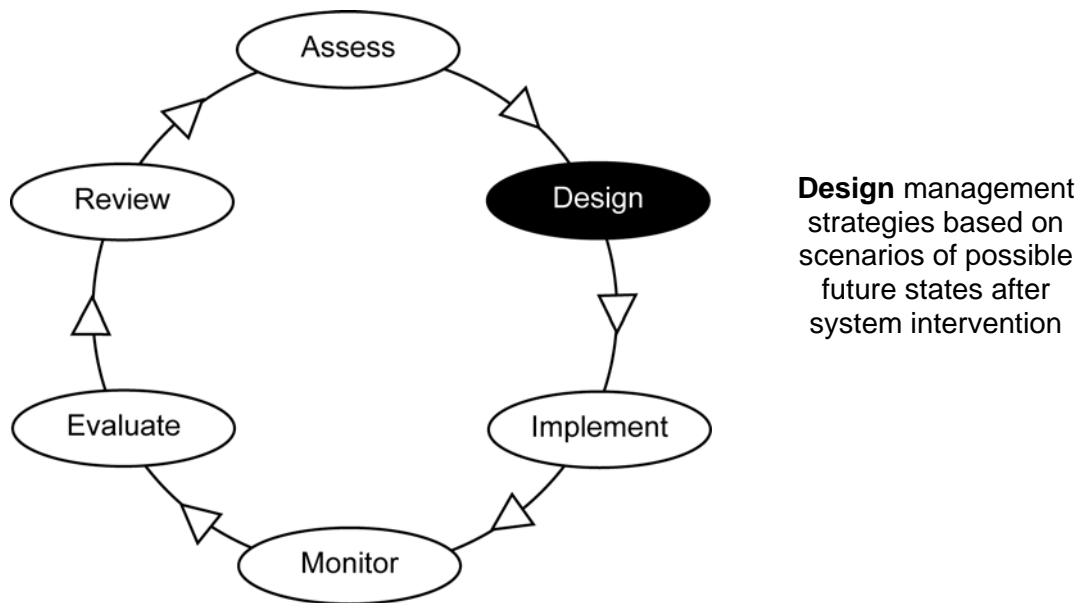 Assess
Review
Design
Design management
strategies based on
scenarios of possible
future states after
system intervention
Evaluate
Implement
Monitor